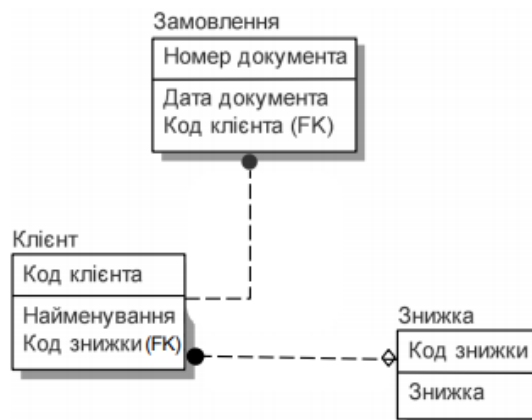 Замовлення
Номер документа
Дата документа
Код клієнта (FK)
Клієнт
Код клієнта
Найменування
Код знижки (FK)
Знижка
Код знижки
Знижка